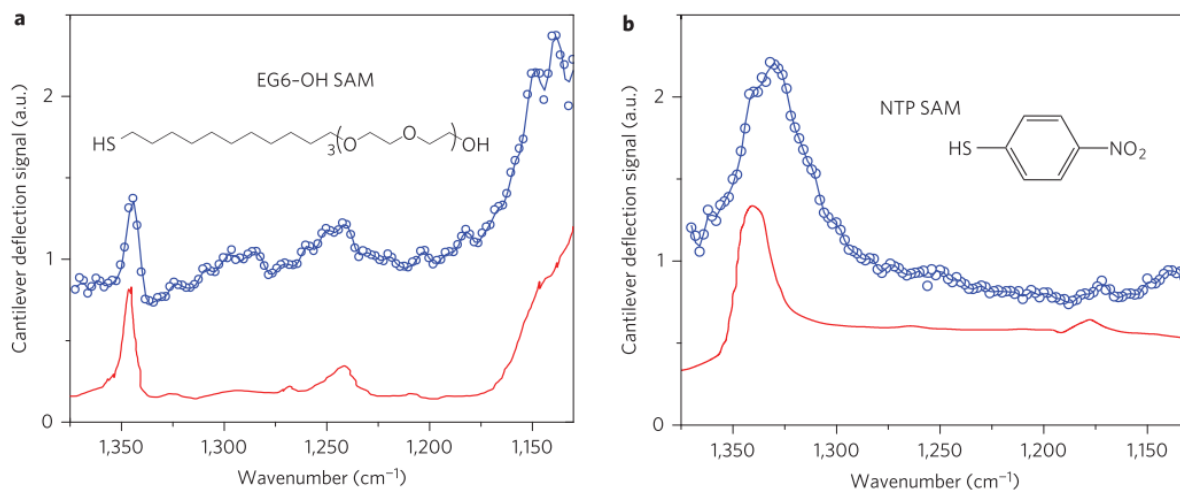 a
Cantilever deflection signal (a.u.)
2
1
0
EG6–OH SAM
HS
3
(
O
O
)
OH
1,350
1,300
1,250
1,200
1,150
Wavenumber (cm⁻¹)
b
Cantilever deflection signal (a.u.)
2
1
0
NTP SAM
HS
NO₂
1,350
1,300
1,250
1,200
1,150
Wavenumber (cm⁻¹)